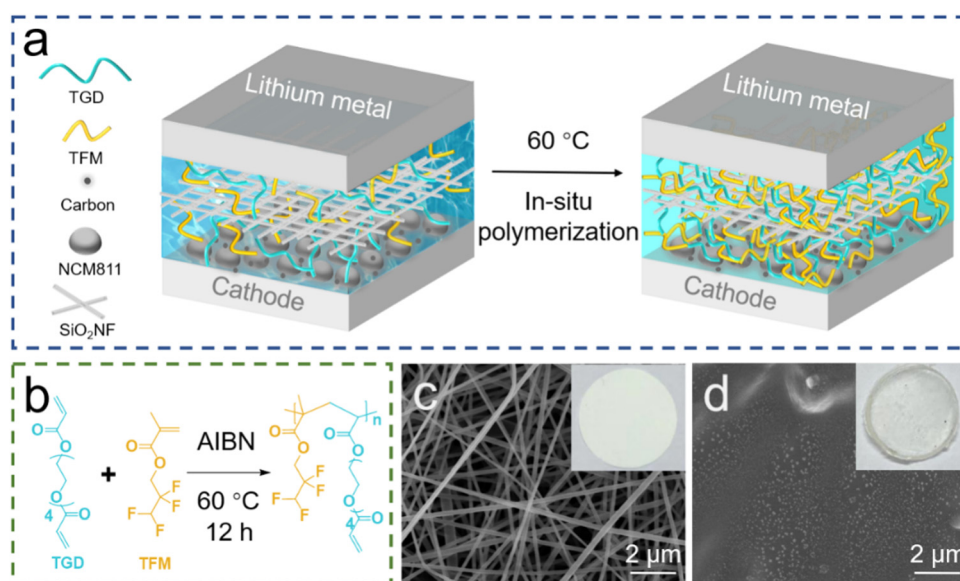 a
TGD
TFM
Carbon
NCM811
SiO₂NF
Lithium metal
Cathode
60 °C
In-situ
polymerization
Lithium metal
Cathode
b
O
O
O
O
4
O
TGD
+
O
O
F
F
F
F
TFM
AIBN
60 °C
12 h
n
O
O
F
F
F
F
O
O
O
O
4
O
c
2 μm
d
2 μm